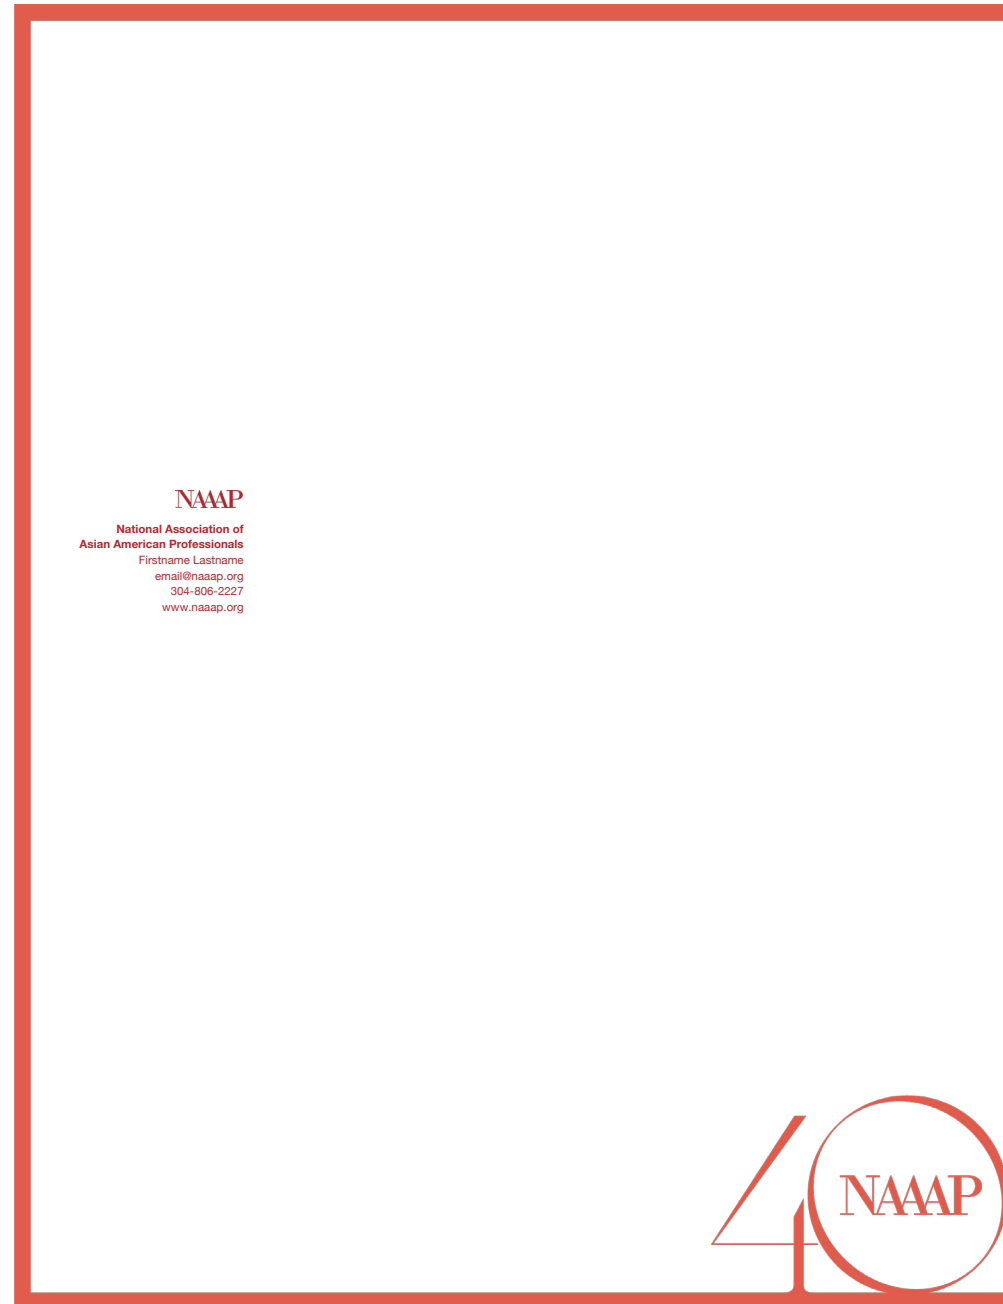 NAAAP
National Association of
Asian American Professionals
Firstname Lastname
email@naaap.org
304-806-2227
www.naaap.org
40
NAAAP